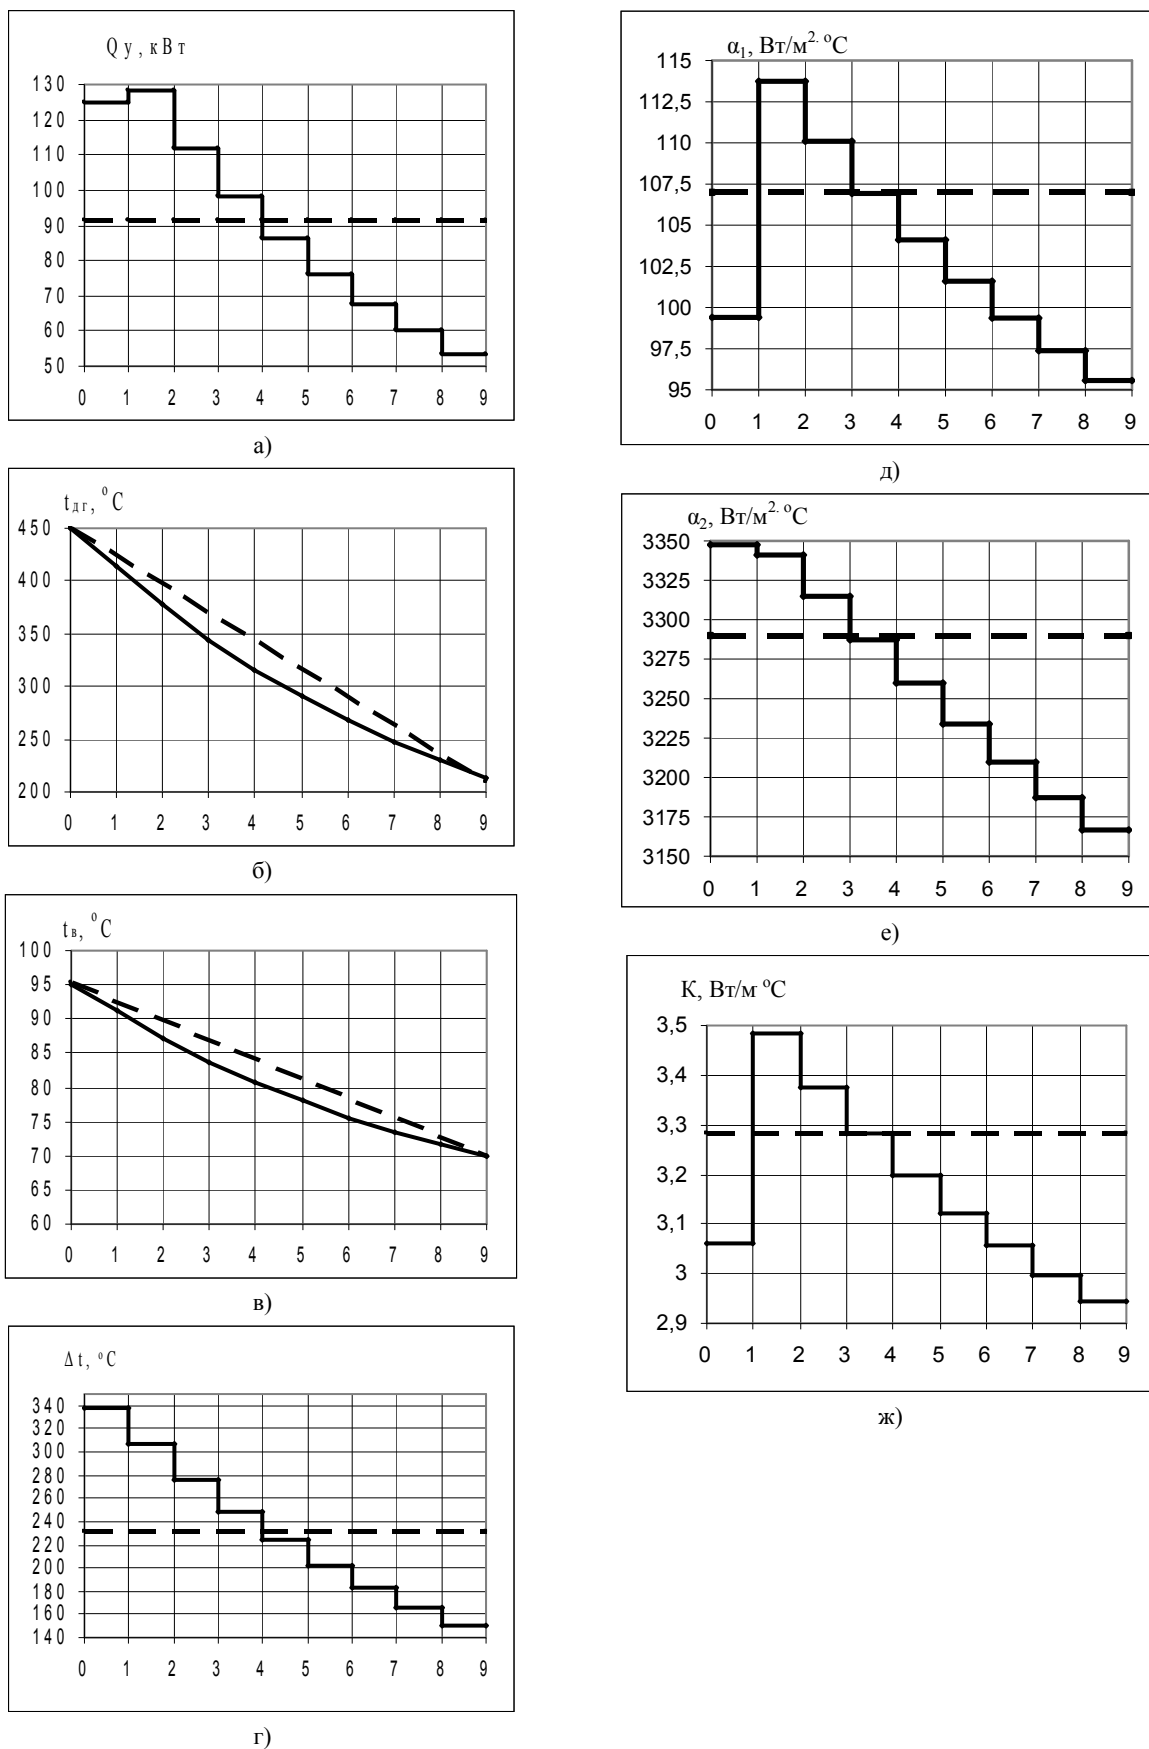 Q у , кВт
130
120
110
100
90
80
70
60
50
0 1 2 3 4 5 6 7 8 9
а)
t дг, °С
450
400
350
300
250
200
0 1 2 3 4 5 6 7 8 9
б)
t в, °С
100
95
90
85
80
75
70
65
60
0 1 2 3 4 5 6 7 8 9
в)
Δ t, °С
340
320
300
280
260
240
220
200
180
160
140
0 1 2 3 4 5 6 7 8 9
г)
α₁, Вт/м²· °С
115
112,5
110
107,5
105
102,5
100
97,5
95
0 1 2 3 4 5 6 7 8 9
д)
α₂, Вт/м²· °С
3350
3325
3300
3275
3250
3225
3200
3175
3150
0 1 2 3 4 5 6 7 8 9
е)
К, Вт/м °С
3,5
3,4
3,3
3,2
3,1
3
2,9
0 1 2 3 4 5 6 7 8 9
ж)